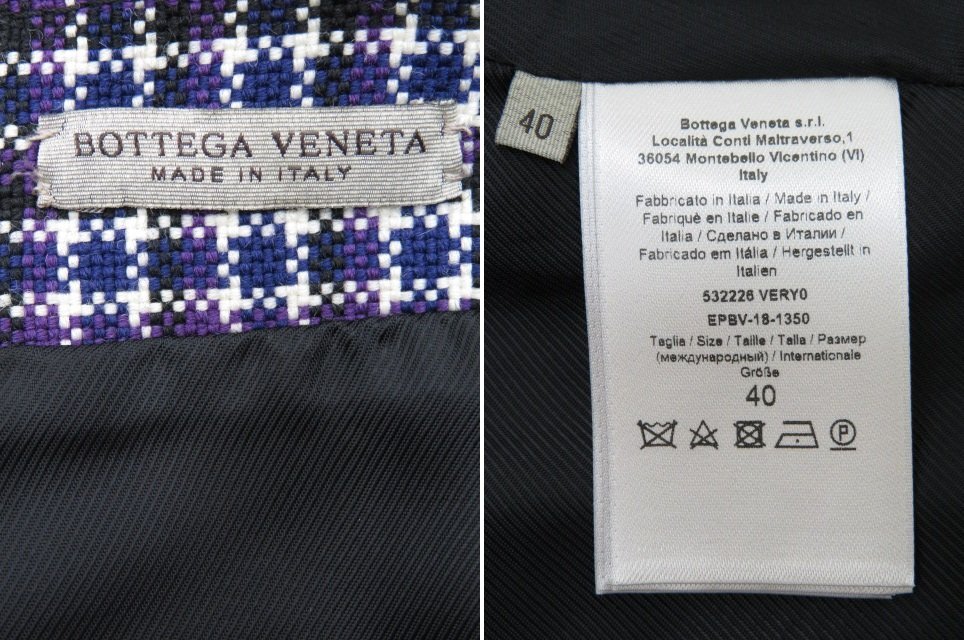 BOTTEGA VENETA
MADE IN ITALY
40
Bottega Veneta s.r.l.
Località Conti Maltraverso,1
36054 Montebello Vicentino (VI)
Italy
Fabbricato in Italia / Made in Italy /
Fabriqué en Italie / Fabricado en
Italia / Сделано в Италии /
Fabricado em Itália / Hergestellt in
Italien
532226 VERY0
EPBV-18-1350
Taglia / Size / Taille / Talla / Размер
(международный) / Internationale
Größe
40
P